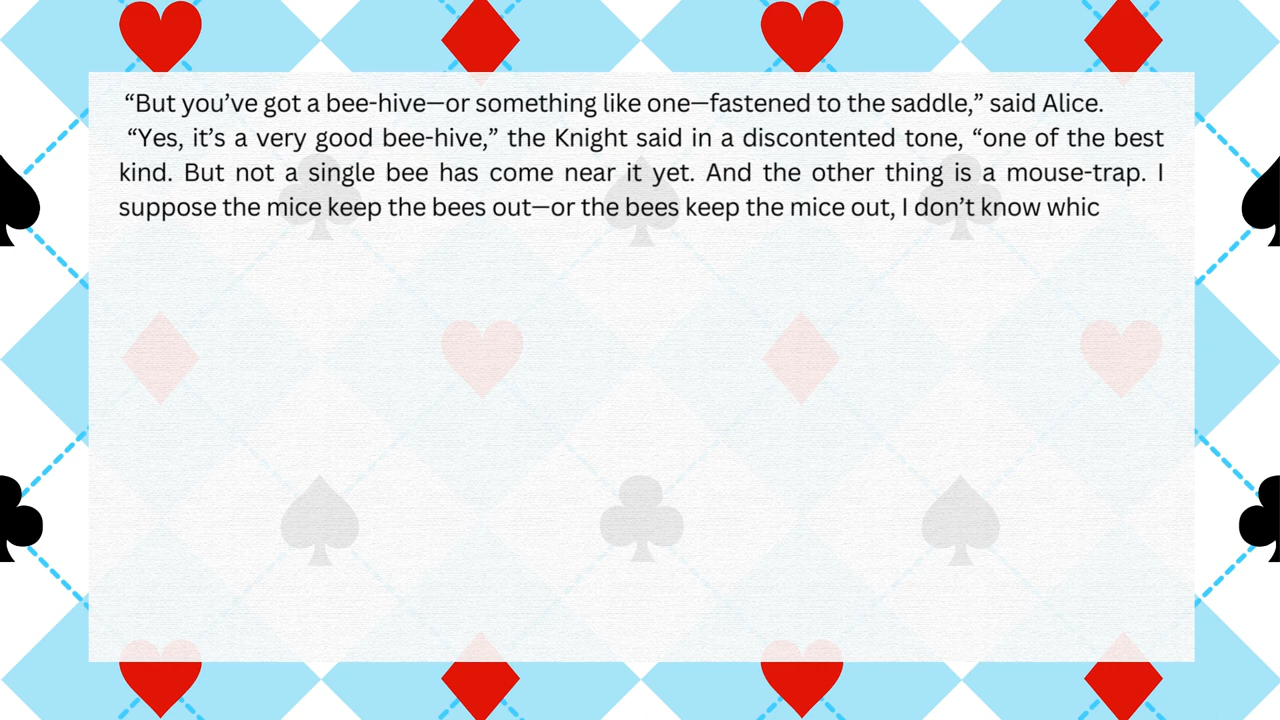 “But you’ve got a bee-hive—or something like one—fastened to the saddle,” said Alice.
“Yes, it’s a very good bee-hive,” the Knight said in a discontented tone, “one of the best
kind. But not a single bee has come near it yet. And the other thing is a mouse-trap. I
suppose the mice keep the bees out—or the bees keep the mice out, I don’t know whic